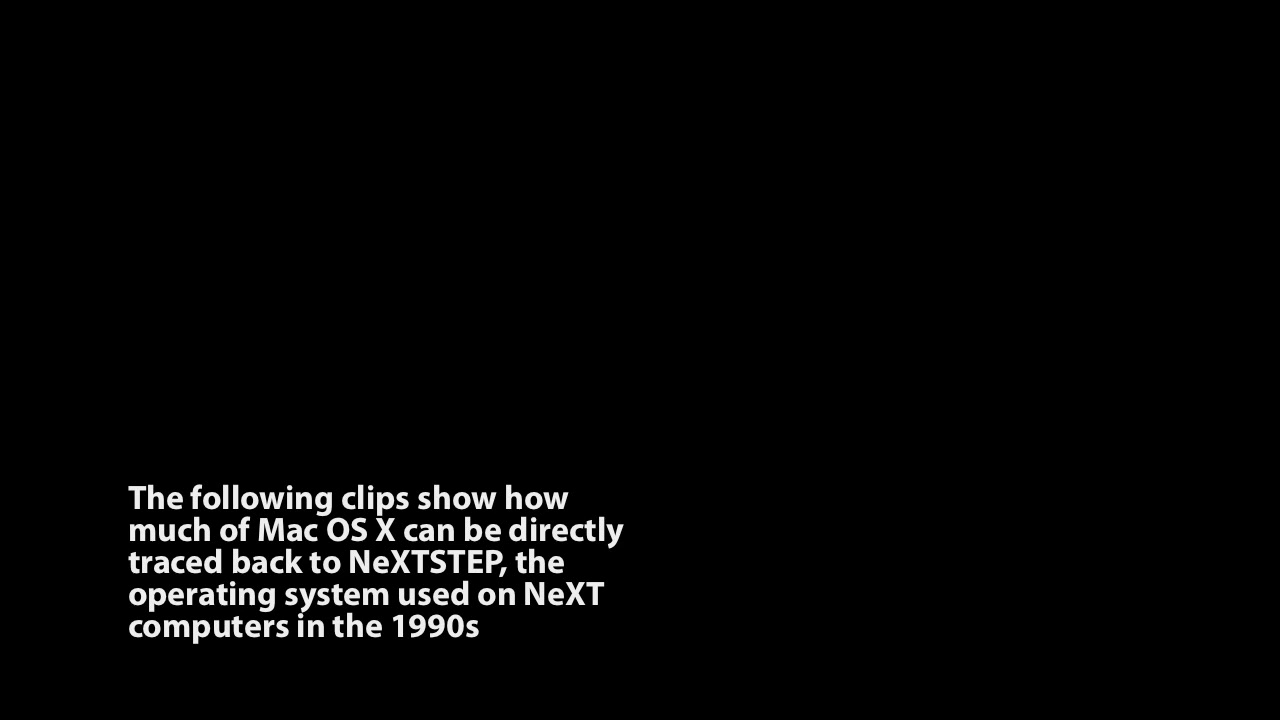 The following clips show how
much of Mac OS X can be directly
traced back to NeXTSTEP, the
operating system used on NeXT
computers in the 1990s